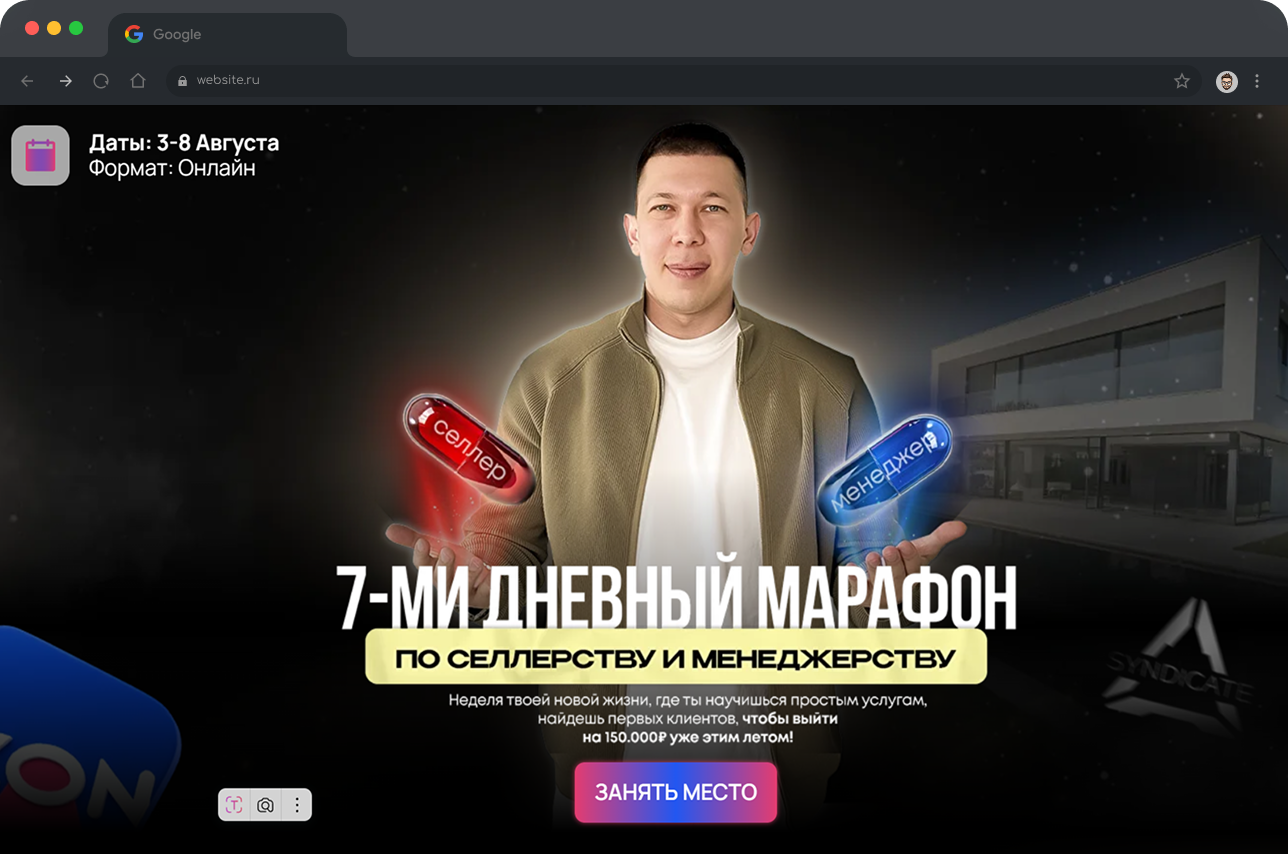 Google
website.ru
Даты: 3-8 Августа
Формат: Онлайн
селлер
менеджер
7-МИ ДНЕВНЫЙ МАРАФОН
ПО СЕЛЛЕРСТВУ И МЕНЕДЖЕРСТВУ
Неделя твоей новой жизни, где ты научишься простым услугам,
найдешь первых клиентов, чтобы выйти
на 150.000₽ уже этим летом!
SYNDICATE
ЗАНЯТЬ МЕСТО